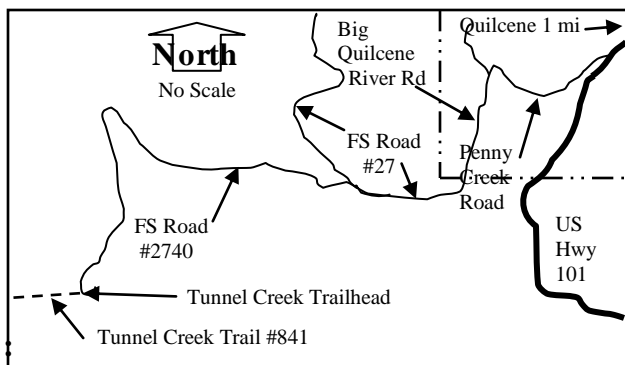 North
No Scale
Big
Quilcene
River Rd
Quilcene 1 mi
FS Road
#27
Penny
Creek
Road
FS Road
#2740
US
Hwy
101
Tunnel Creek Trailhead
Tunnel Creek Trail #841